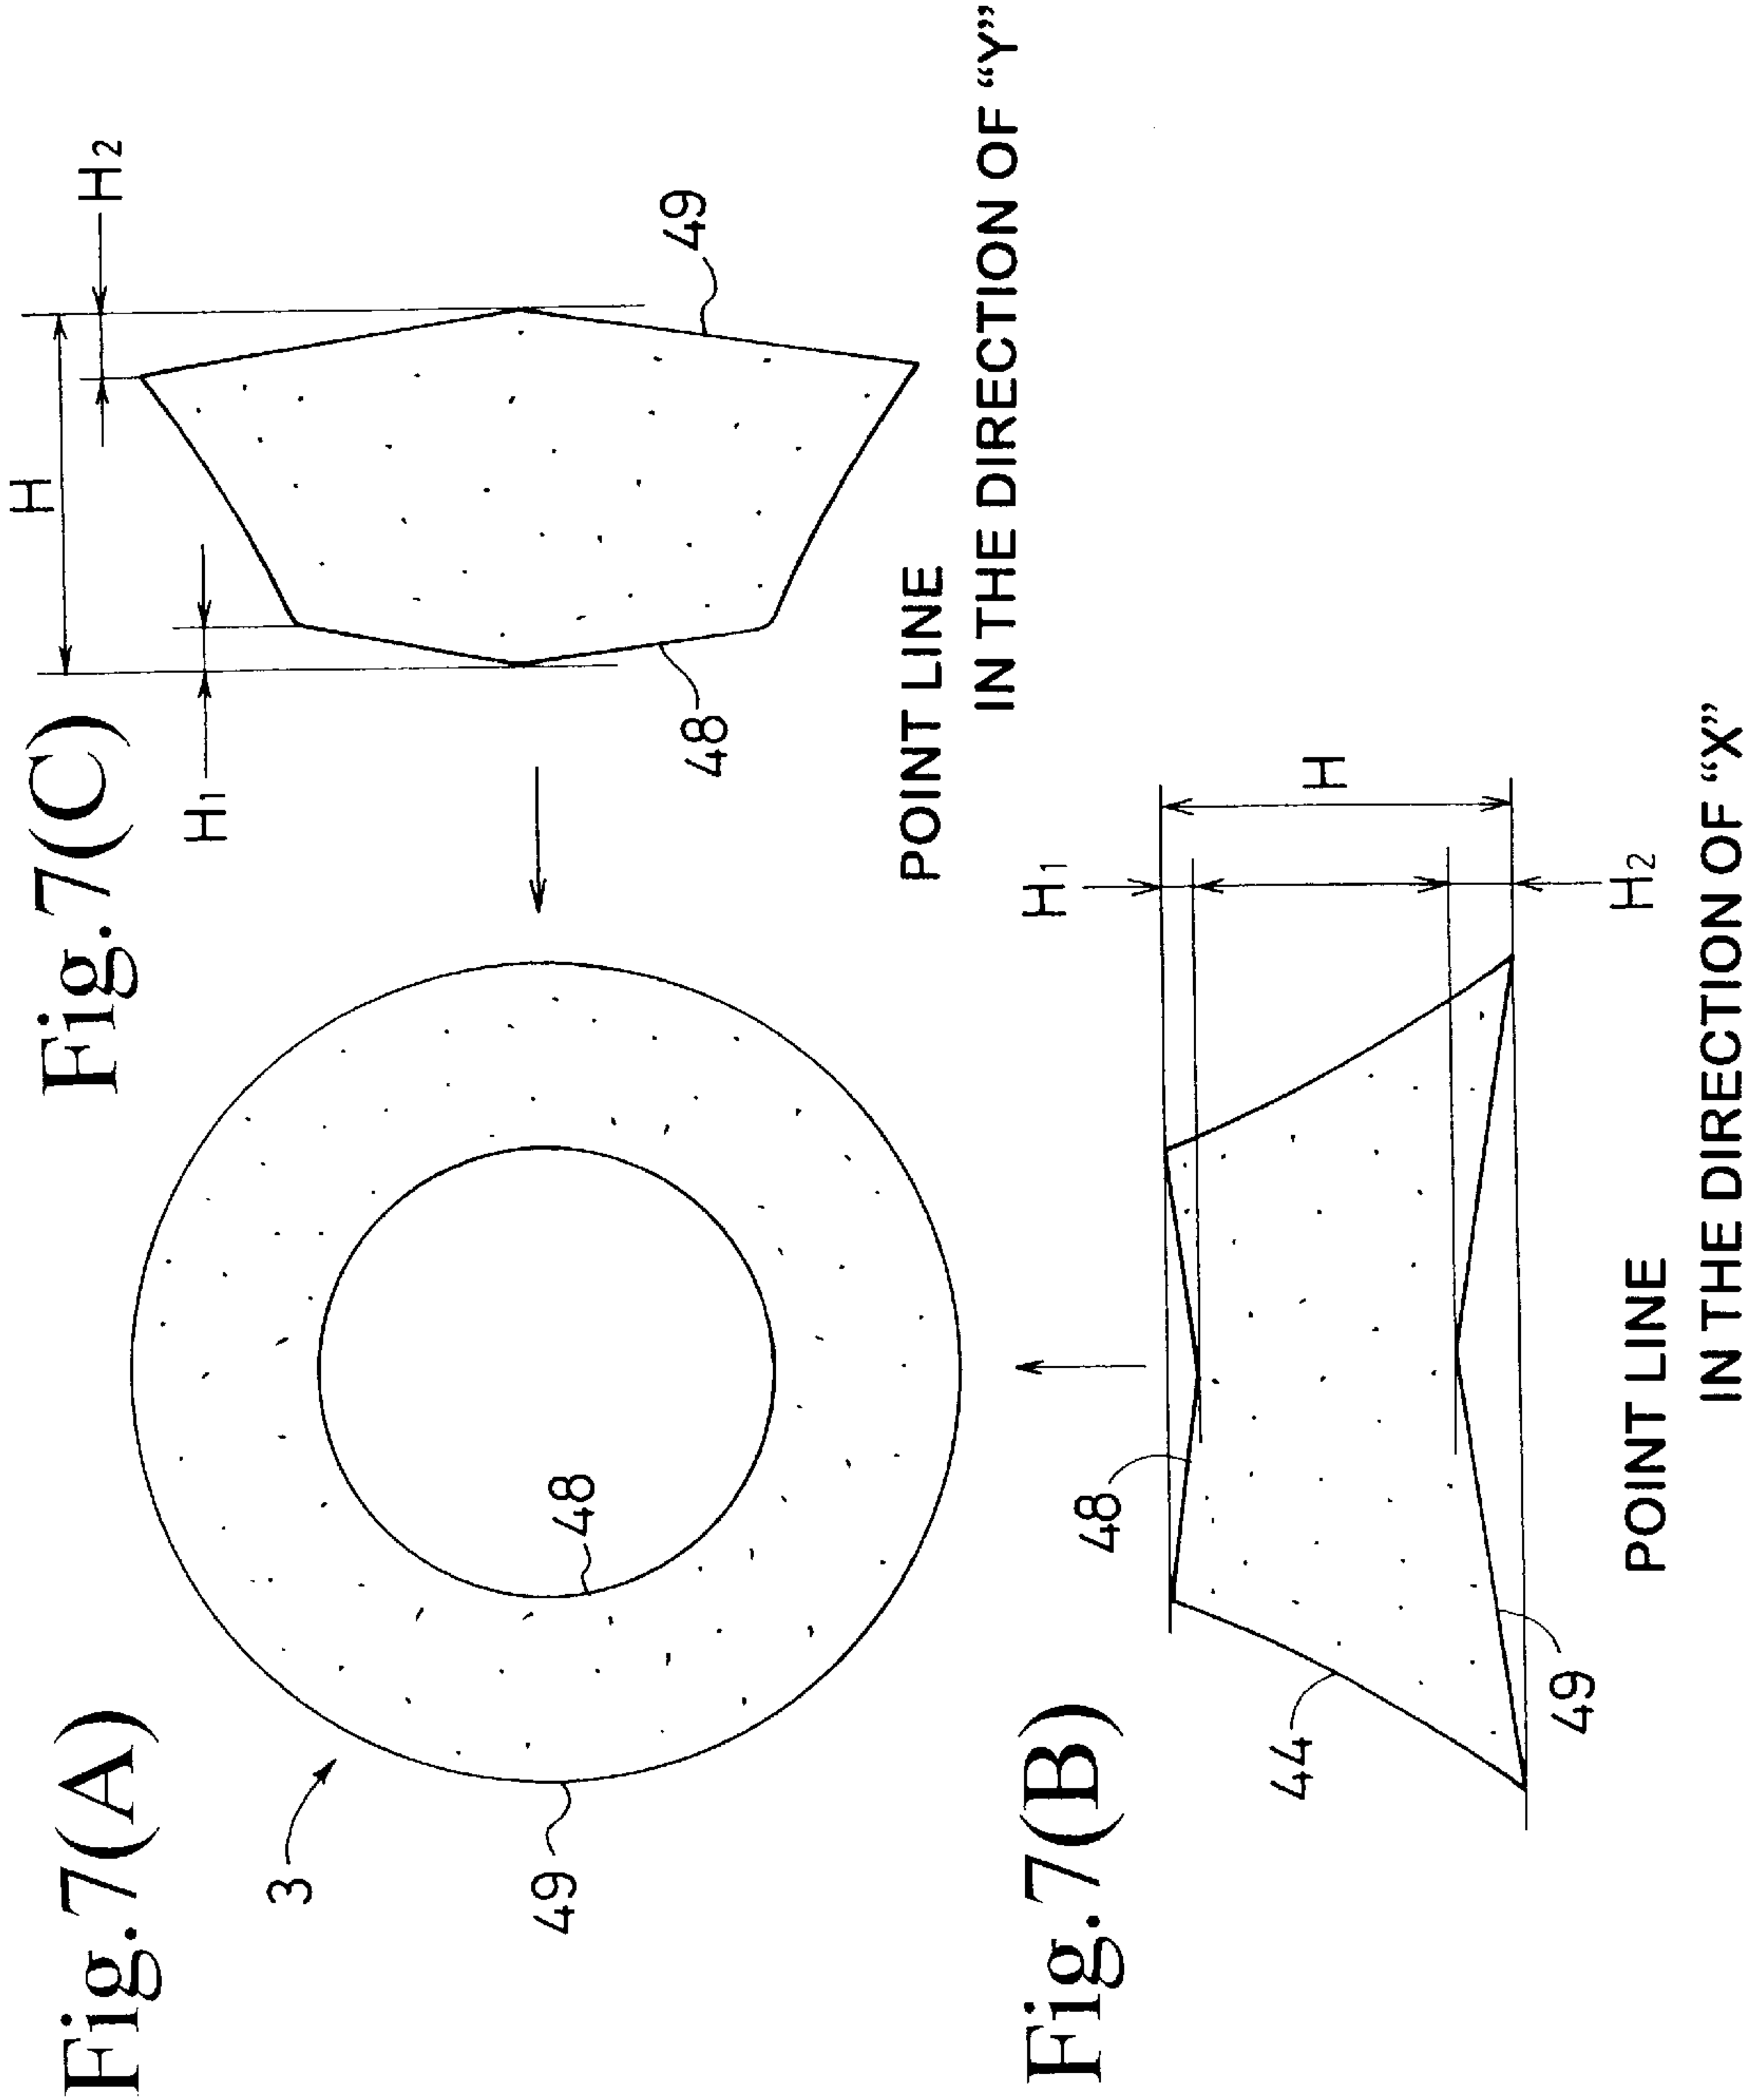 Fig.7(A)
3
49
48
Fig.7(C)
H1
H
H2
48
49
POINT LINE
IN THE DIRECTION OF “Y”
Fig.7(B)
44
48
49
H1
H
H2
POINT LINE
IN THE DIRECTION OF “X”